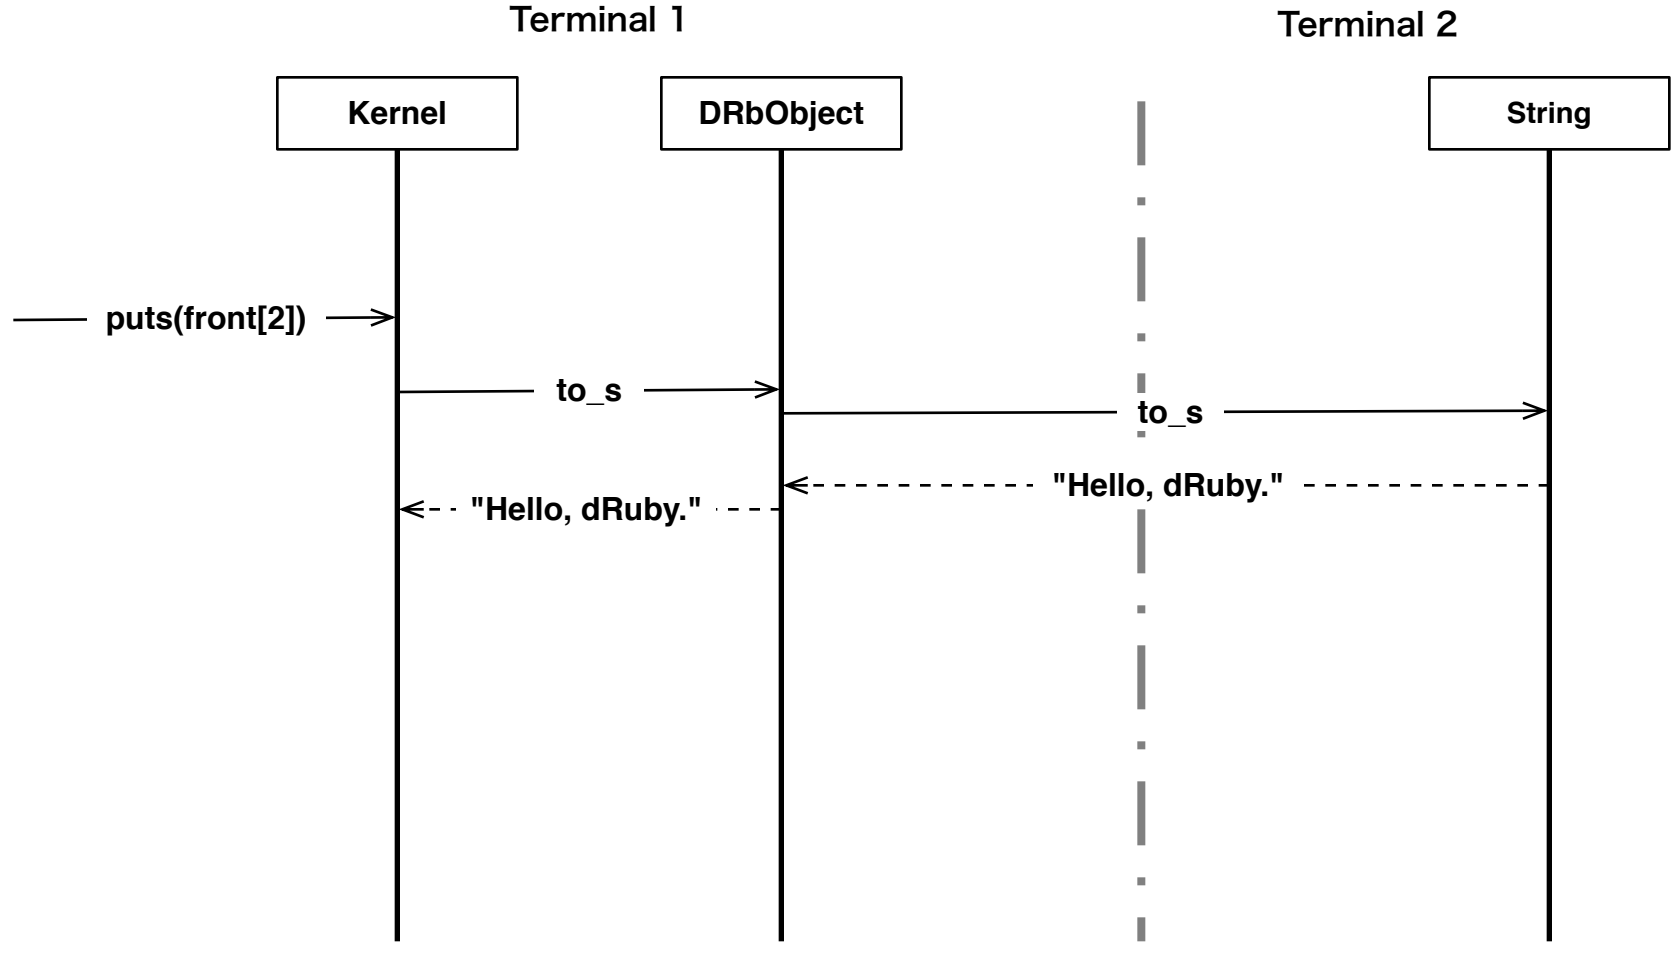 Terminal 1
Terminal 2
Kernel
DRbObject
String
puts(front[2])
to_s
to_s
"Hello, dRuby."
"Hello, dRuby."